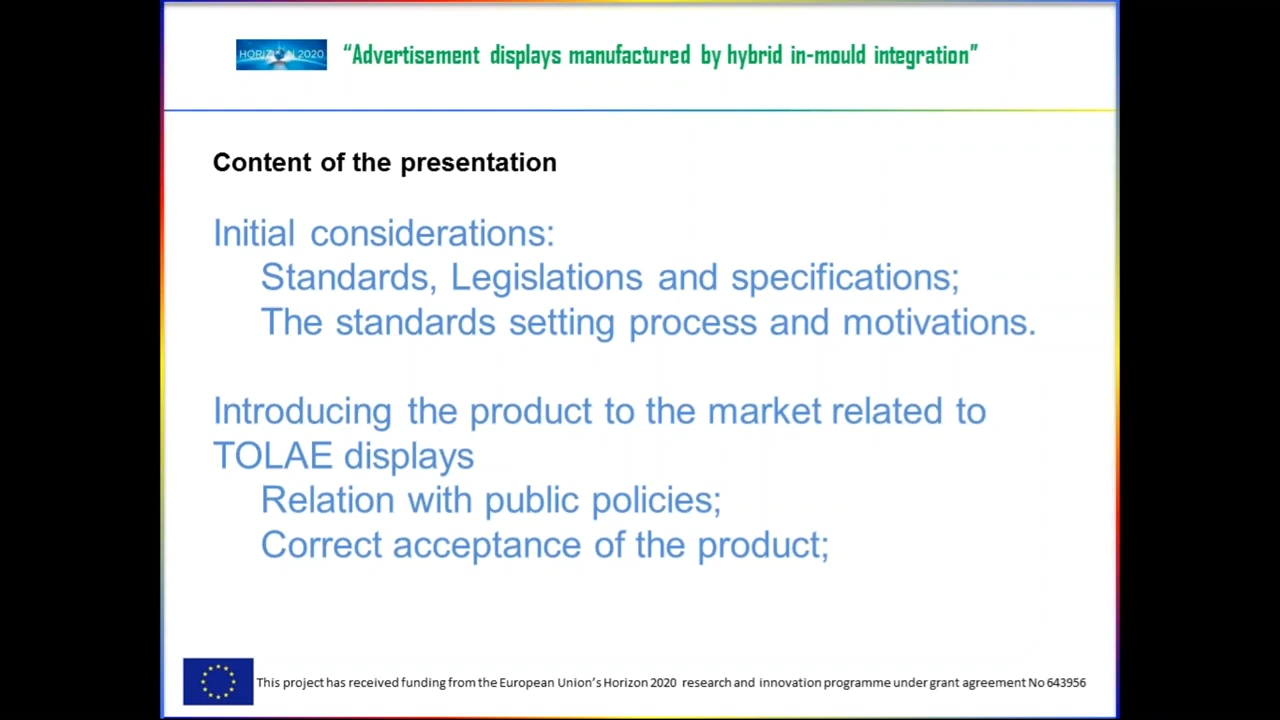 HORIZON 2020
“Advertisement displays manufactured by hybrid in-mould integration”
Content of the presentation
Initial considerations:
Standards, Legislations and specifications;
The standards setting process and motivations.
Introducing the product to the market related to
TOLAE displays
Relation with public policies;
Correct acceptance of the product;
This project has received funding from the European Union’s Horizon 2020 research and innovation programme under grant agreement No 643956